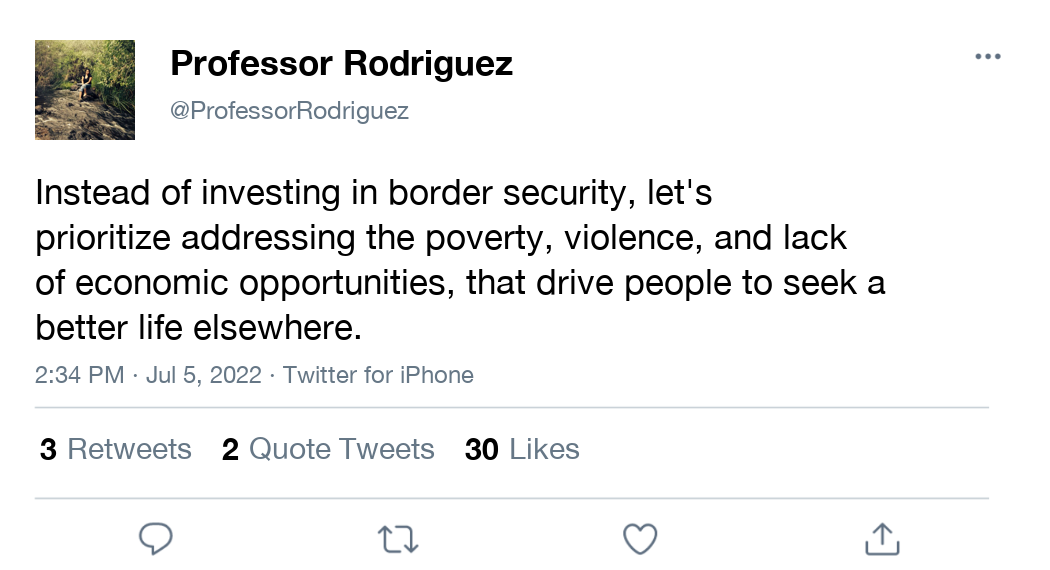 Professor Rodriguez
@ProfessorRodriguez
Instead of investing in border security, let's
prioritize addressing the poverty, violence, and lack
of economic opportunities, that drive people to seek a
better life elsewhere.
2:34 PM · Jul 5, 2022 · Twitter for iPhone
3 Retweets 2 Quote Tweets 30 Likes